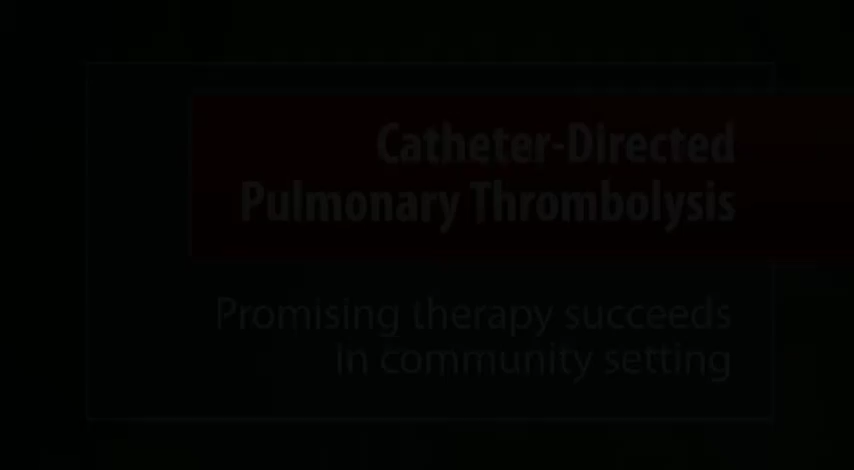 Catheter-Directed
Pulmonary Thrombolysis
Promising therapy succeeds
in community setting